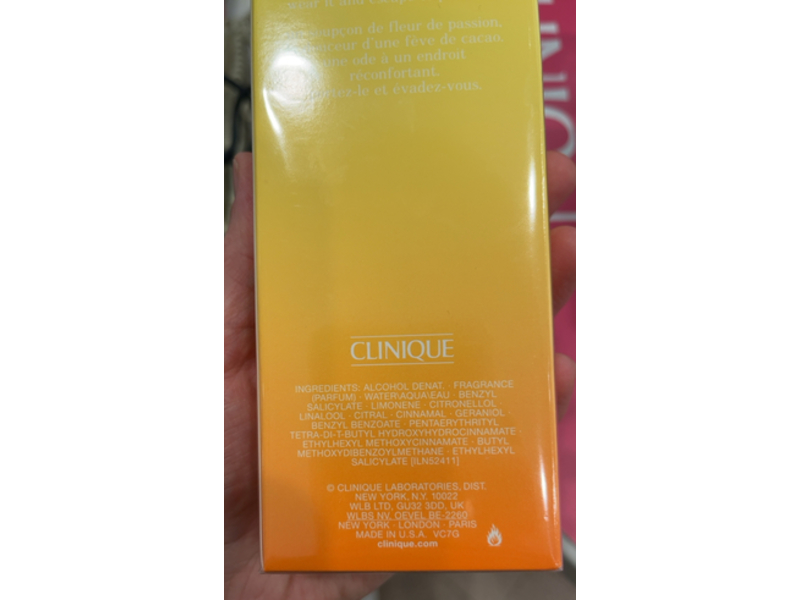 wear it and escape
soupçon de fleur de passion,
douceur d'une fève de cacao.
une ode à un endroit
réconfortant.
Portez-le et évadez-vous.
CLINIQUE
INGREDIENTS: ALCOHOL DENAT. · FRAGRANCE
(PARFUM) · WATER\AQUA\EAU · BENZYL
SALICYLATE · LIMONENE · CITRONELLOL
LINALOOL · CITRAL · CINNAMAL · GERANIOL
BENZYL BENZOATE · PENTAERYTHRITYL
TETRA-DI-T-BUTYL HYDROXYHYDROCINNAMATE ·
ETHYLHEXYL METHOXYCINNAMATE · BUTYL
METHOXYDIBENZOYLMETHANE · ETHYLHEXYL
SALICYLATE [ILN52411]
© CLINIQUE LABORATORIES, DIST.
NEW YORK, N.Y. 10022
WLB LTD, GU32 3DD, UK
WLBS NV, OEVEL BE-2260
NEW YORK · LONDON · PARIS
MADE IN U.S.A. VC7G
clinique.com